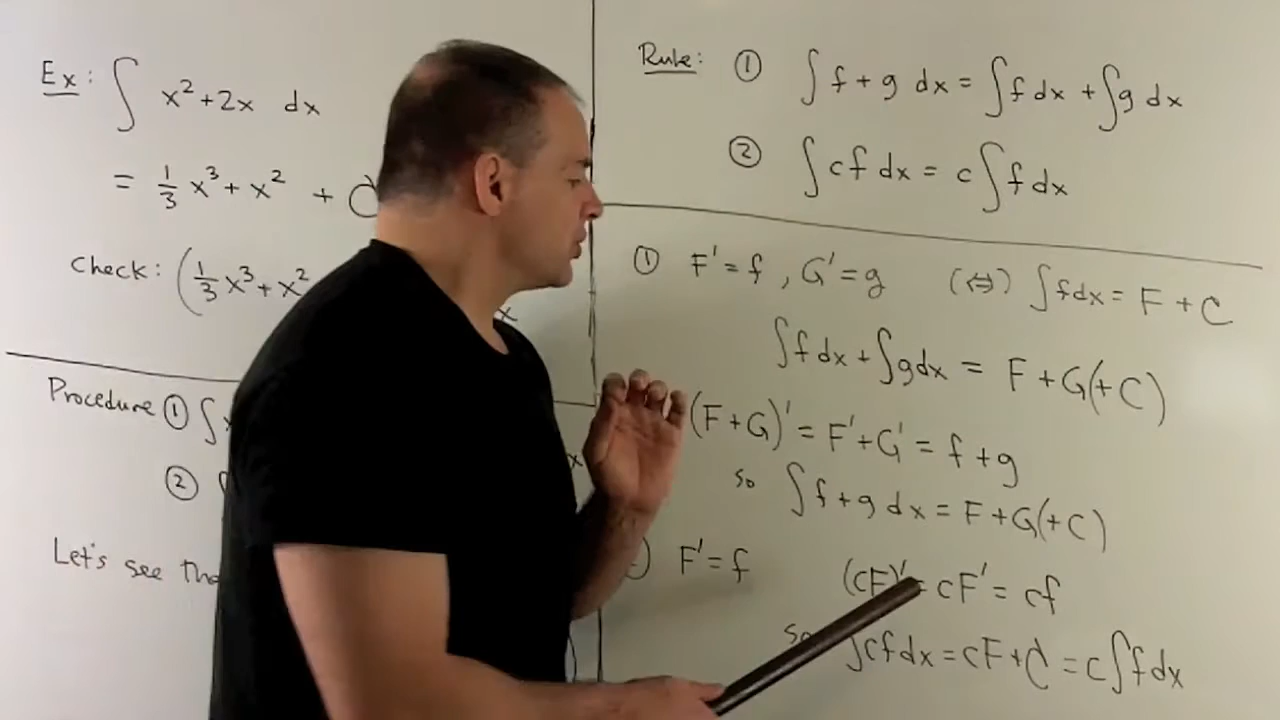 Ex: ∫ x² + 2x dx
= 1/3 x³ + x² + C
Check: (1/3 x³ + x²
x
Procedure ① ∫ x
②
Let's see tha
x
Rule: ① ∫ f + g dx = ∫ f dx + ∫ g dx
② ∫ cf dx = c ∫ f dx
① F' = f , G' = g (⇔) ∫ f dx = F + C
∫ f dx + ∫ g dx = F + G (+ C)
(F + G)' = F' + G' = f + g
so ∫ f + g dx = F + G (+ C)
F' = f (cF)' = cF' = cf
so ∫ cf dx = cF + C = c ∫ f dx